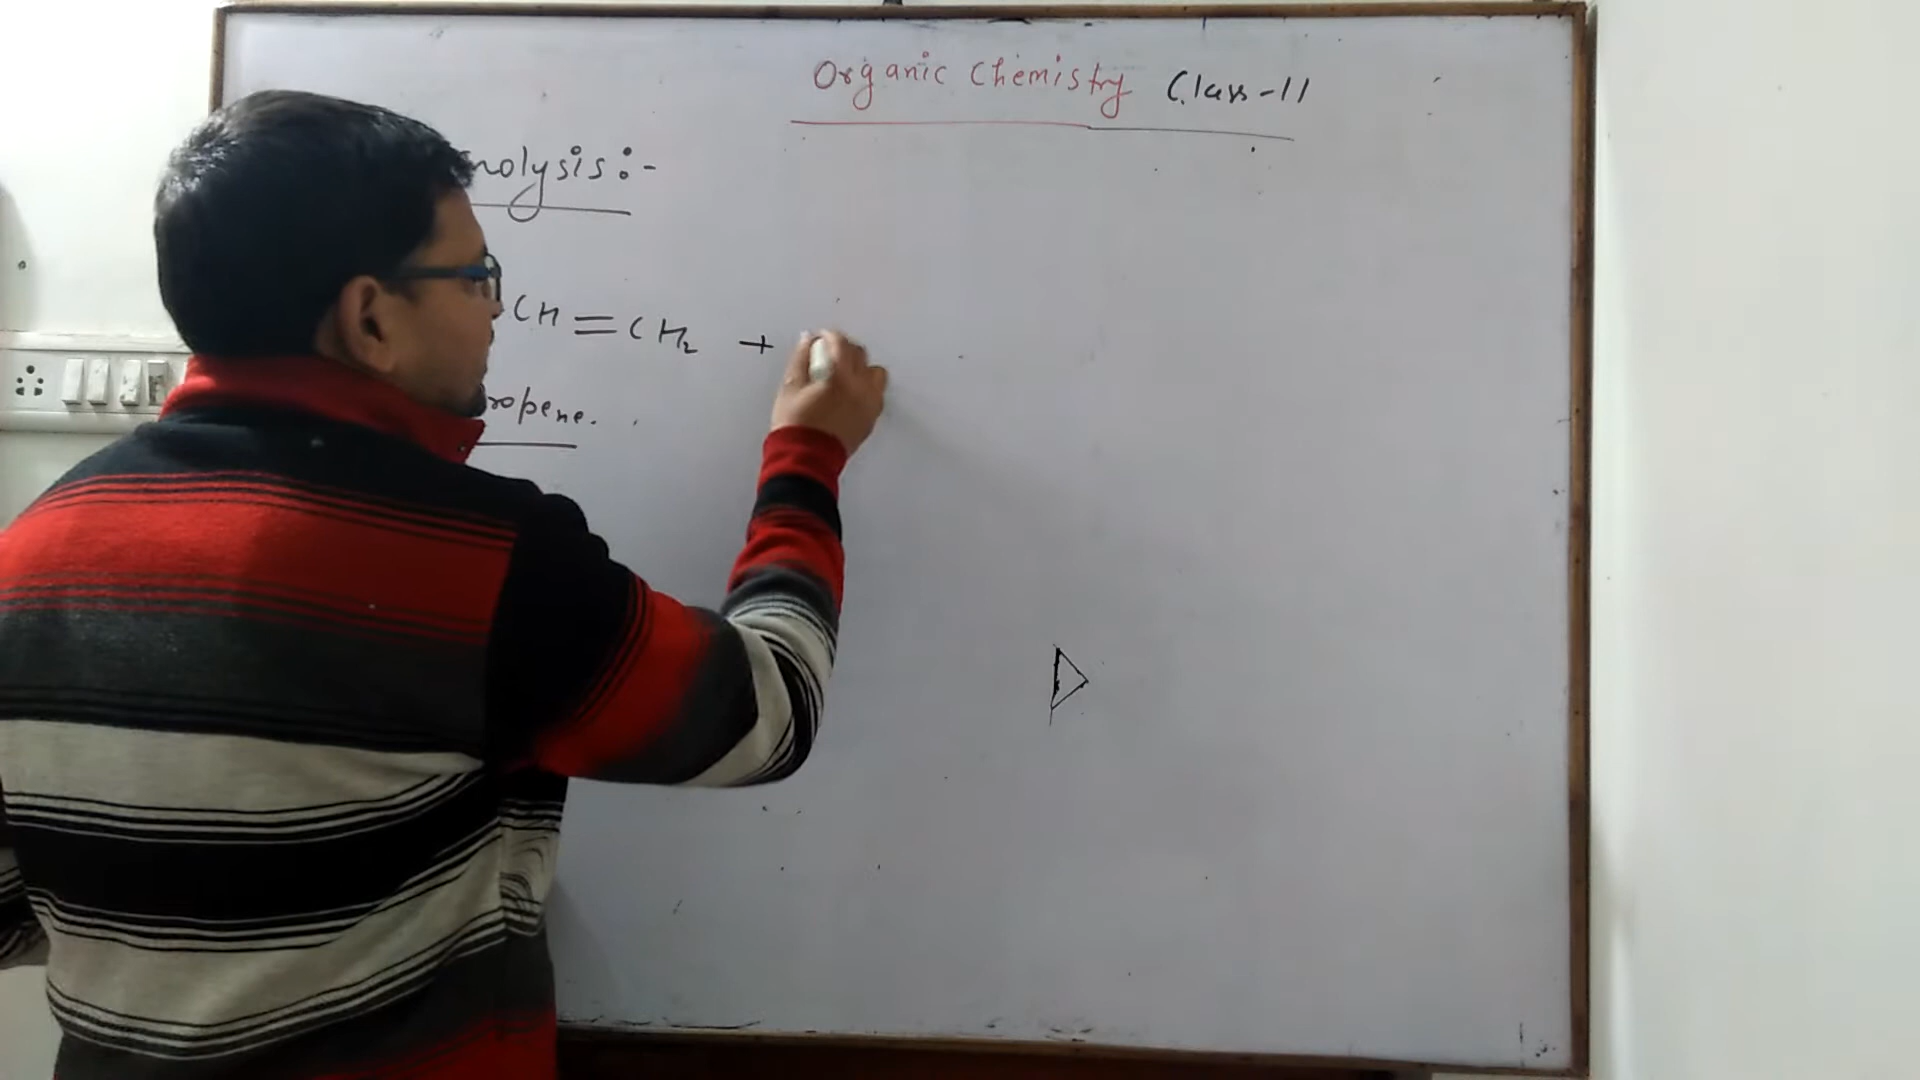 Organic Chemistry Class-11
nolysis:-
CH=CH₂ +
ropene.